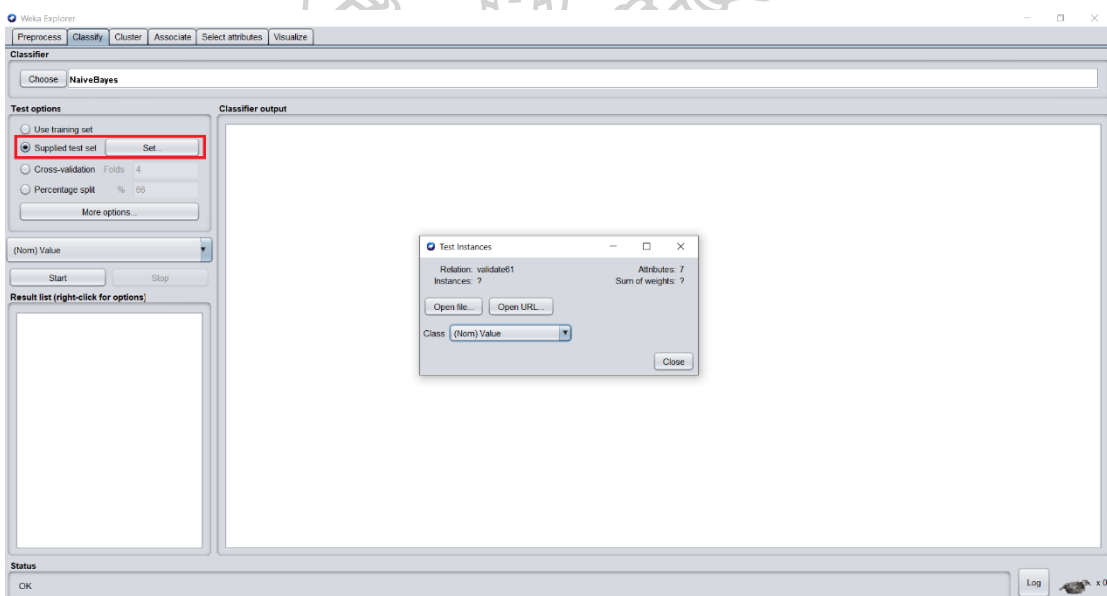 Weka Explorer
Preprocess Classify Cluster Associate Select attributes Visualize
Classifier
Choose NaiveBayes
Test options
Classifier output
Use training set
Supplied test set Set...
Cross-validation Folds 4
Percentage split % 66
More options...
(Nom) Value
Start Stop
Result list (right-click for options)
Test Instances
Relation: validate61 Attributes: 7
Instances: ? Sum of weights: ?
Open file... Open URL...
Class (Nom) Value
Close
Status
OK
Log x 0